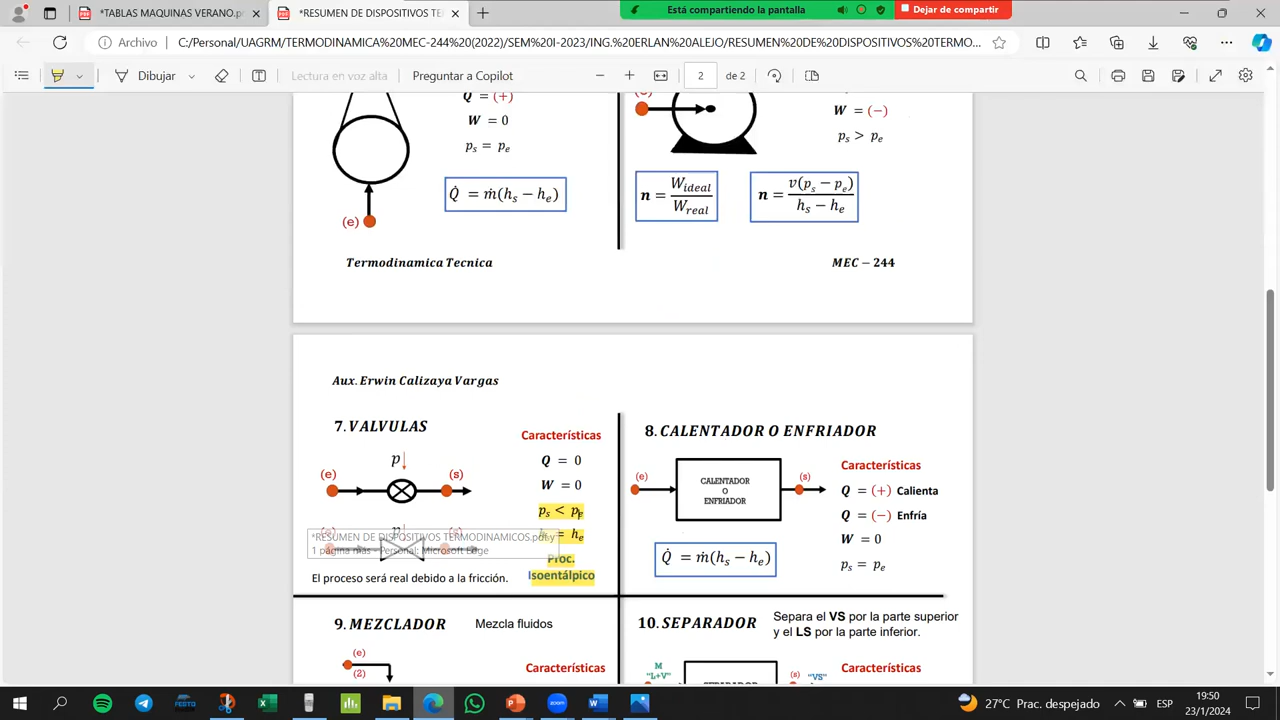 *TABLAS MAQUINAS VERANO.p
*RESUMEN DE DISPOSITIVOS TE
Está compartiendo la pantalla
Dejar de compartir
Archivo
C:/Personal/UAGRM/TERMODINAMICA%20MEC-244%20(2022)/SEM%20I-2023/ING.%20ERLAN%20ALEJO/RESUMEN%20DE%20DISPOSITIVOS%20TERMO...
Dibujar
Lectura en voz alta
Preguntar a Copilot
2 de 2
Q = (+)
W = 0
p_s = p_e
Q̇ = ṁ(h_s − h_e)
(e)
W = (−)
p_s > p_e
n = W_ideal / W_real
n = v(p_s − p_e) / h_s − h_e
Termodinamica Tecnica
MEC − 244
Aux. Erwin Calizaya Vargas
7. VALVULAS
Características
p↓
(e)
(s)
Q = 0
W = 0
p_s < p_e
= h_e
Proc.
Isoentálpico
*RESUMEN DE DISPOSITIVOS TERMODINAMICOS.pdf y
1 página más - Personal: Microsoft Edge
El proceso será real debido a la fricción.
8. CALENTADOR O ENFRIADOR
(e)
CALENTADOR
O
ENFRIADOR
(s)
Características
Q = (+) Calienta
Q = (−) Enfría
W = 0
p_s = p_e
Q̇ = ṁ(h_s − h_e)
9. MEZCLADOR
Mezcla fluidos
(e)
(2)
Características
10. SEPARADOR
Separa el VS por la parte superior
y el LS por la parte inferior.
M
"L+V"
(s)
"VS"
Características
27°C Prac. despejado
ESP
19:50
23/1/2024